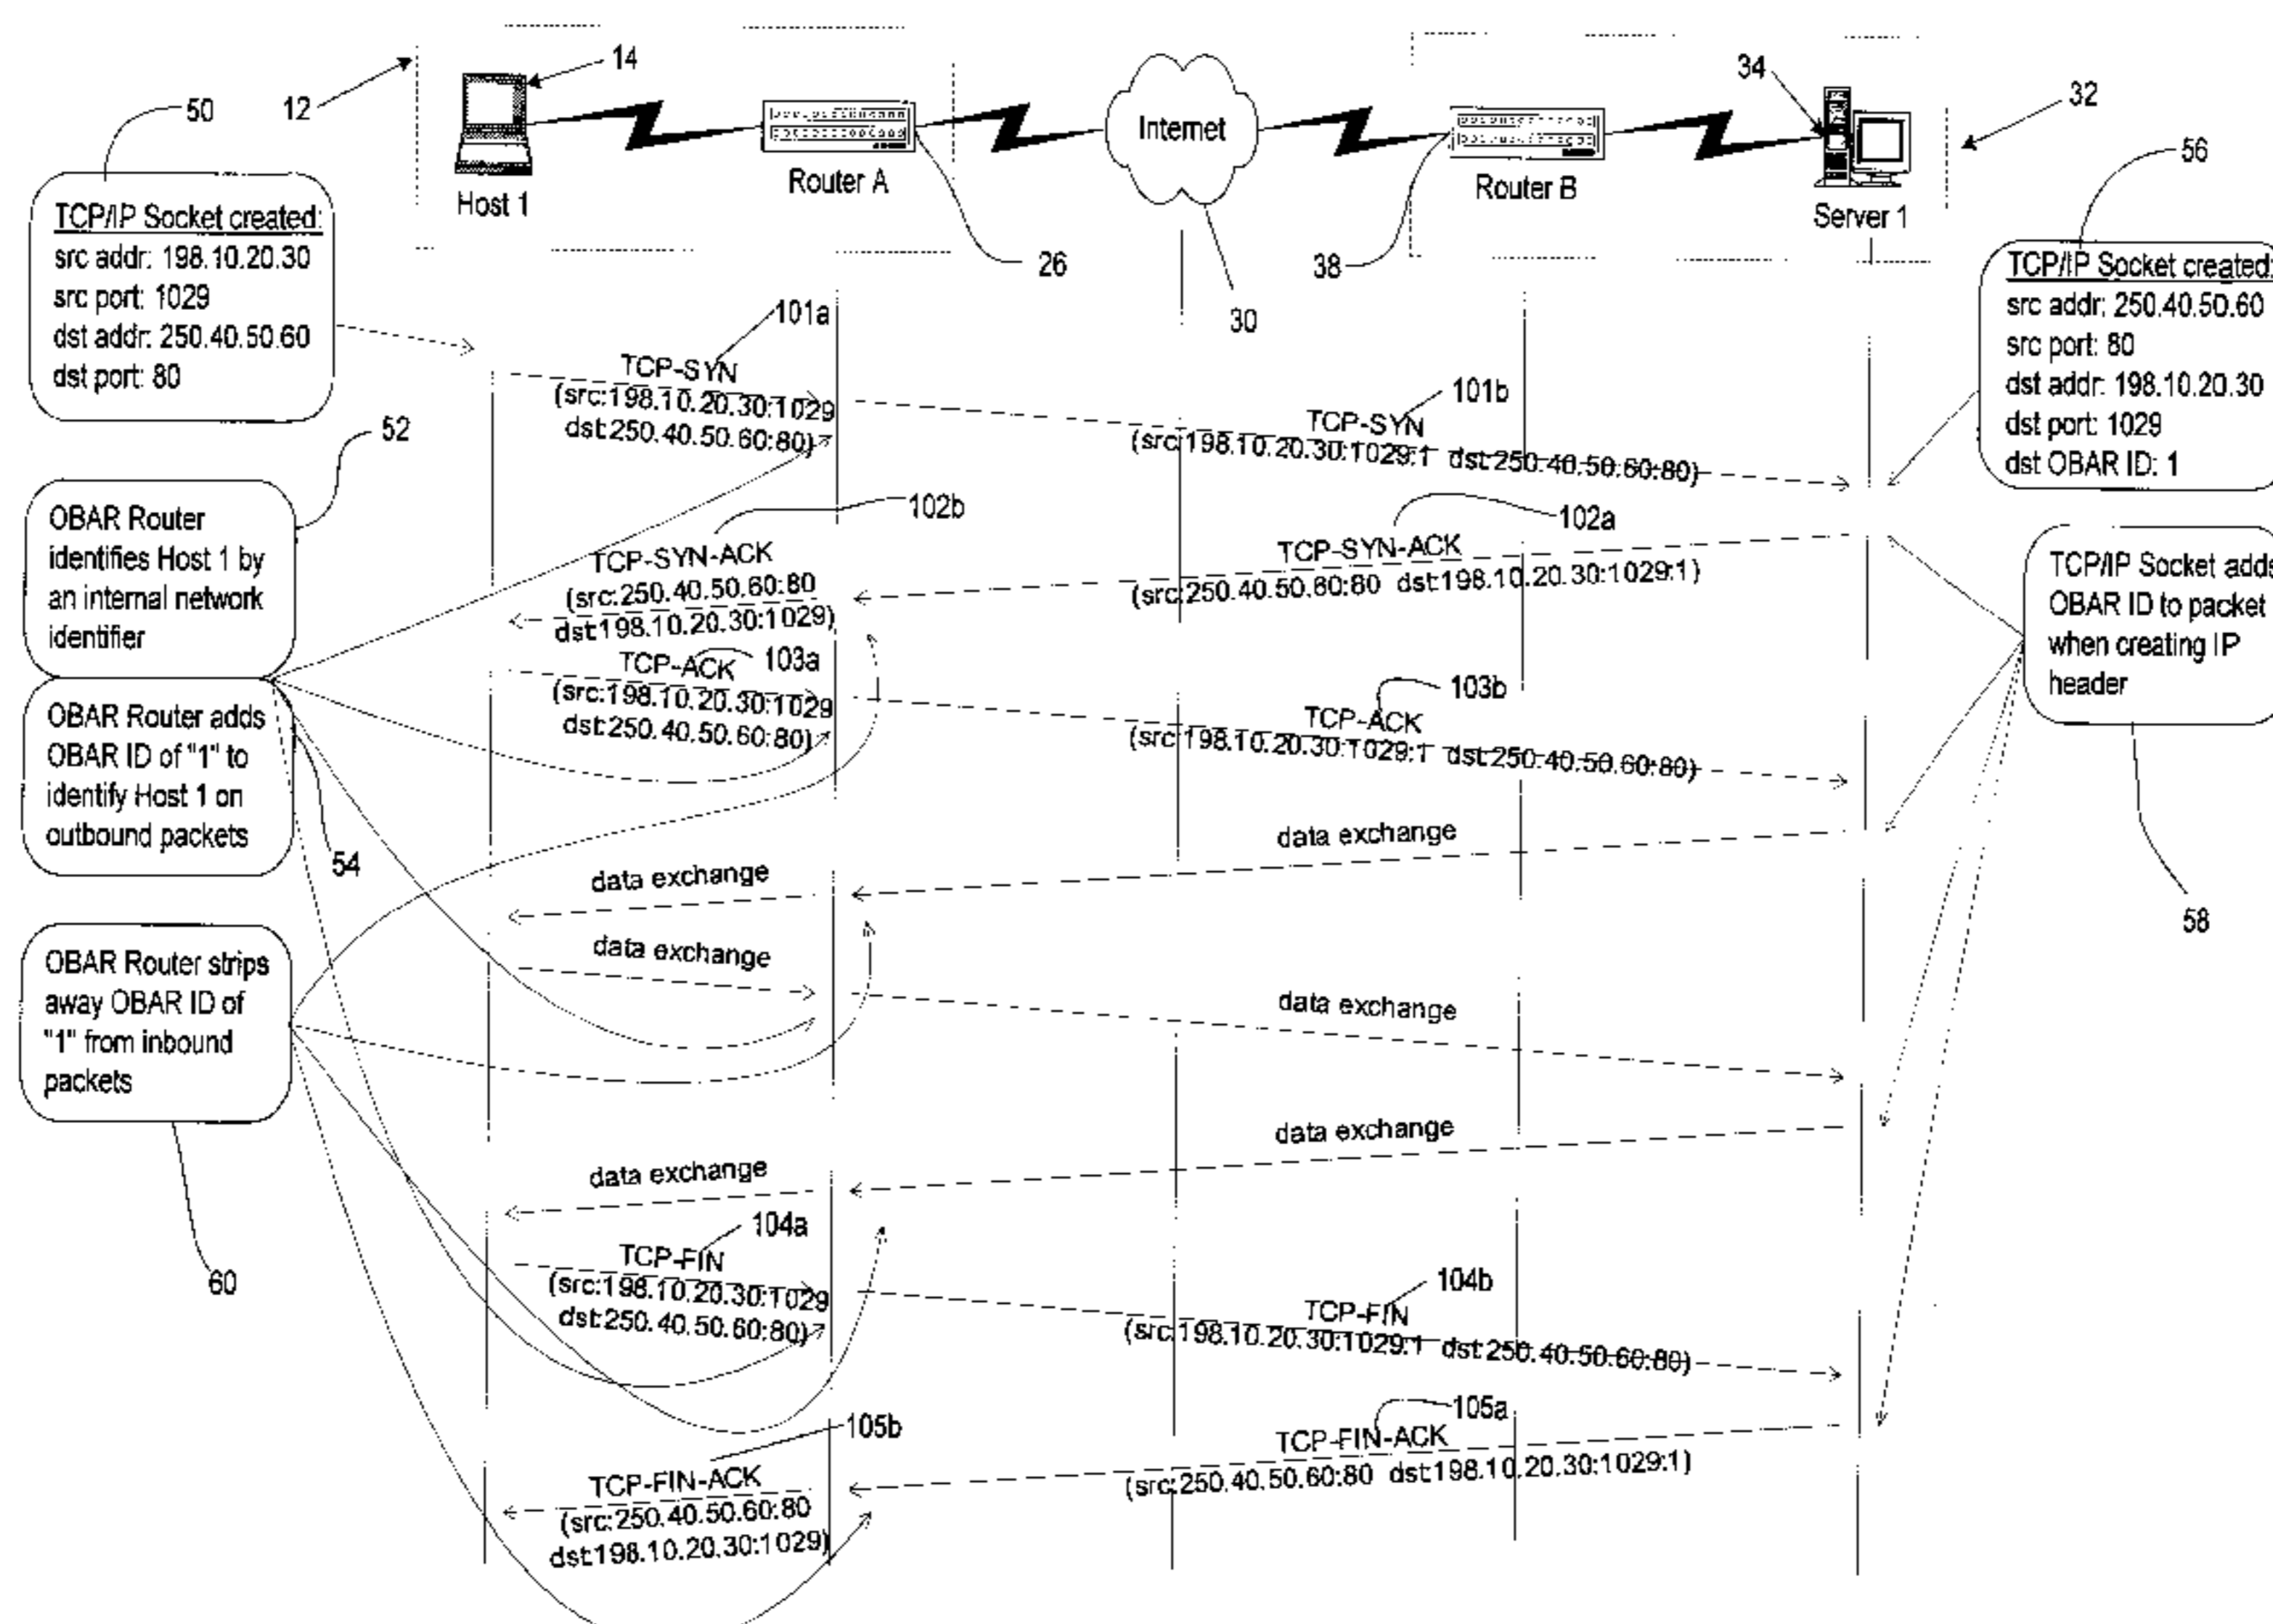 12
14
Host 1
Router A
26
Internet
30
38
Router B
34
Server 1
32
50
TCP/IP Socket created:
src addr: 198.10.20.30
src port: 1029
dst addr: 250.40.50.60
dst port: 80
56
TCP/IP Socket created:
src addr: 250.40.50.60
src port: 80
dst addr: 198.10.20.30
dst port: 1029
dst OBAR ID: 1
101a
TCP-SYN
(src:198.10.20.30:1029
dst:250.40.50.60:80)
101b
TCP-SYN
(src:198.10.20.30:1029:1 dst:250.40.50.60:80)
52
OBAR Router
identifies Host 1 by
an internal network
identifier
102b
TCP-SYN-ACK
(src:250.40.50.60:80
dst:198.10.20.30:1029)
102a
TCP-SYN-ACK
(src:250.40.50.60:80 dst:198.10.20.30:1029:1)
TCP/IP Socket adds
OBAR ID to packet
when creating IP
header
58
OBAR Router adds
OBAR ID of "1" to
identify Host 1 on
outbound packets
54
TCP-ACK
103a
(src:198.10.20.30:1029
dst:250.40.50.60:80)
103b
TCP-ACK
(src:198.10.20.30:1029:1 dst:250.40.50.60:80)
data exchange
data exchange
data exchange
data exchange
OBAR Router strips
away OBAR ID of
"1" from inbound
packets
60
data exchange
data exchange
104a
TCP-FIN
(src:198.10.20.30:1029
dst:250.40.50.60:80)
104b
TCP-FIN
(src:198.10.20.30:1029:1 dst:250.40.50.60:80)
105a
TCP-FIN-ACK
(src:250.40.50.60:80 dst:198.10.20.30:1029:1)
105b
TCP-FIN-ACK
(src:250.40.50.60:80
dst:198.10.20.30:1029)